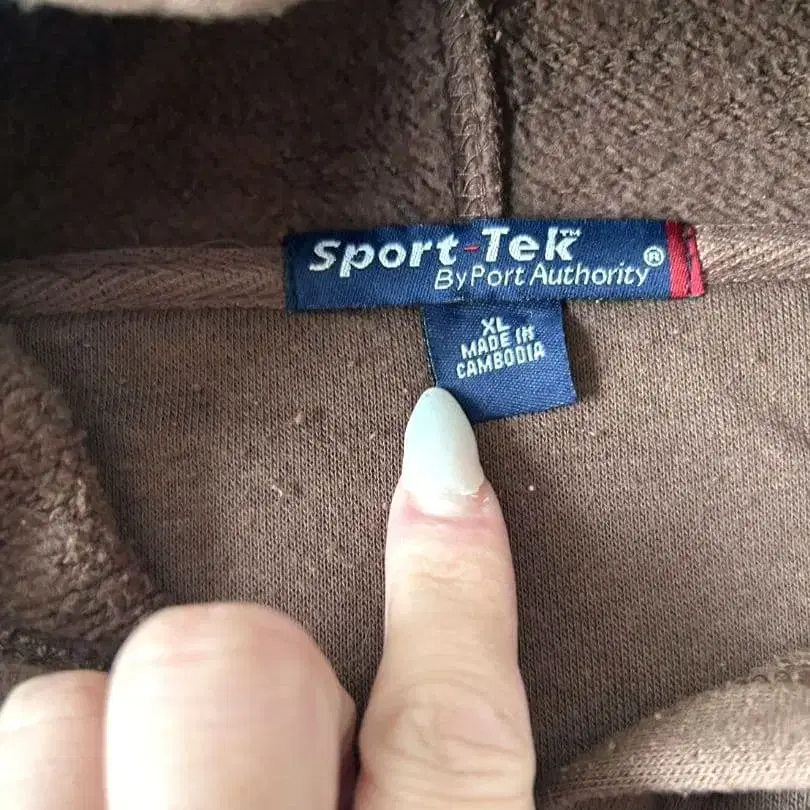 Sport-Tek™
By Port Authority®
XL
MADE IN
CAMBODIA